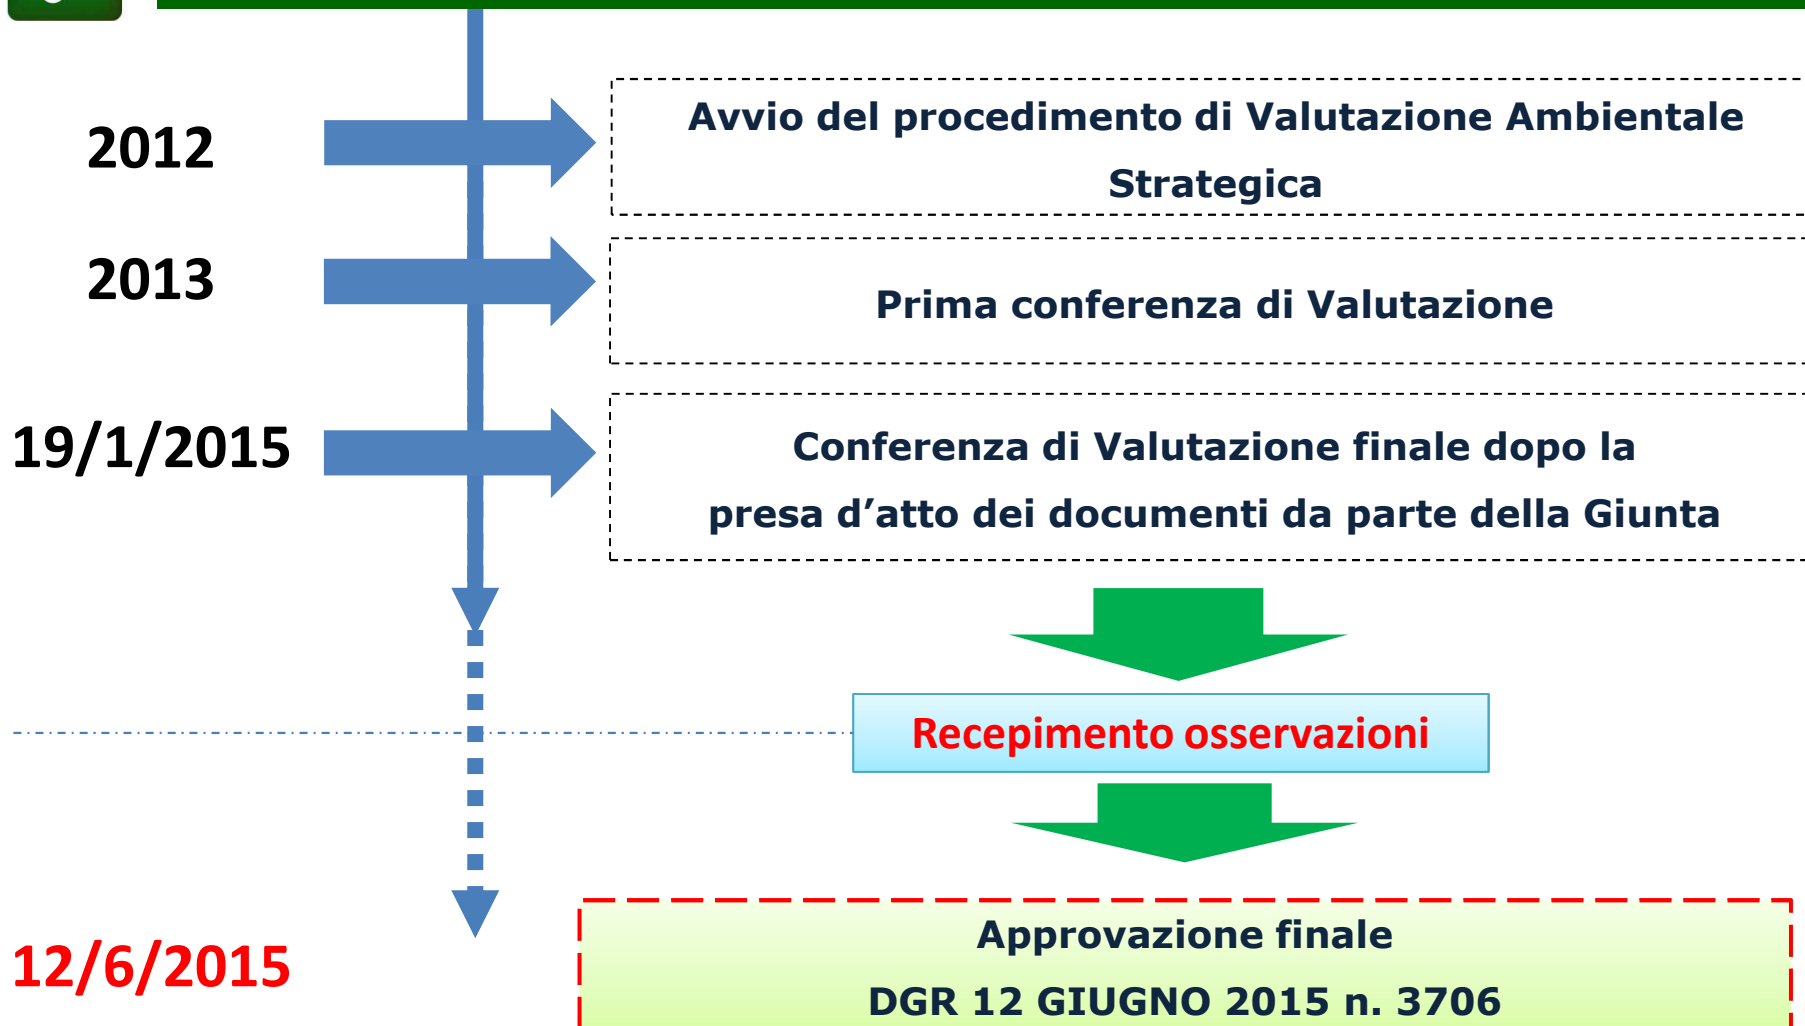 2012
Avvio del procedimento di Valutazione Ambientale
Strategica
2013
Prima conferenza di Valutazione
19/1/2015
Conferenza di Valutazione finale dopo la
presa d’atto dei documenti da parte della Giunta
Recepimento osservazioni
12/6/2015
Approvazione finale
DGR 12 GIUGNO 2015 n. 3706